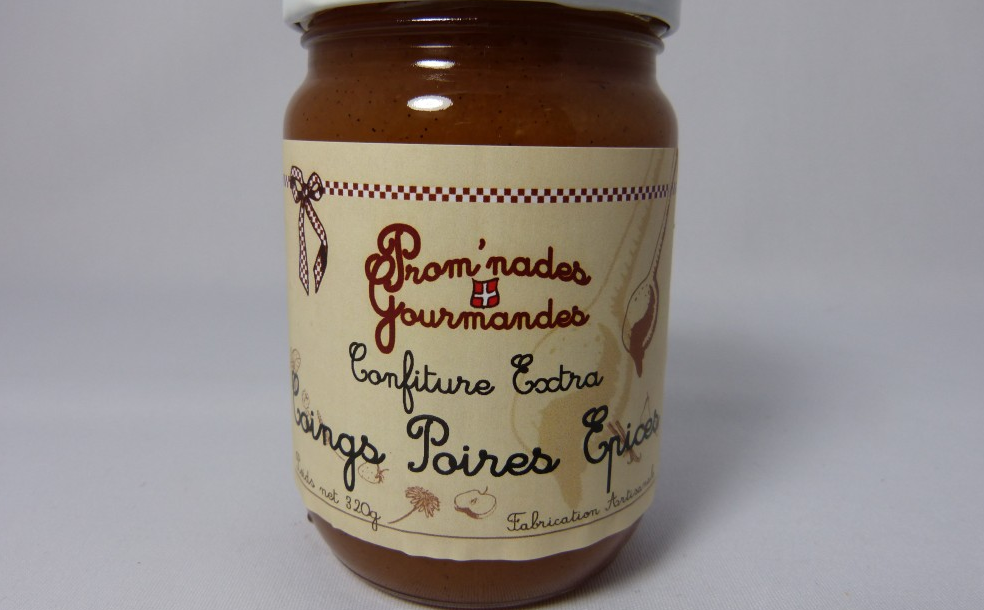 Prom'nades
Gourmandes
Confiture Extra
Coings Poires Epices
Poids net 320g
Fabrication Artisanale